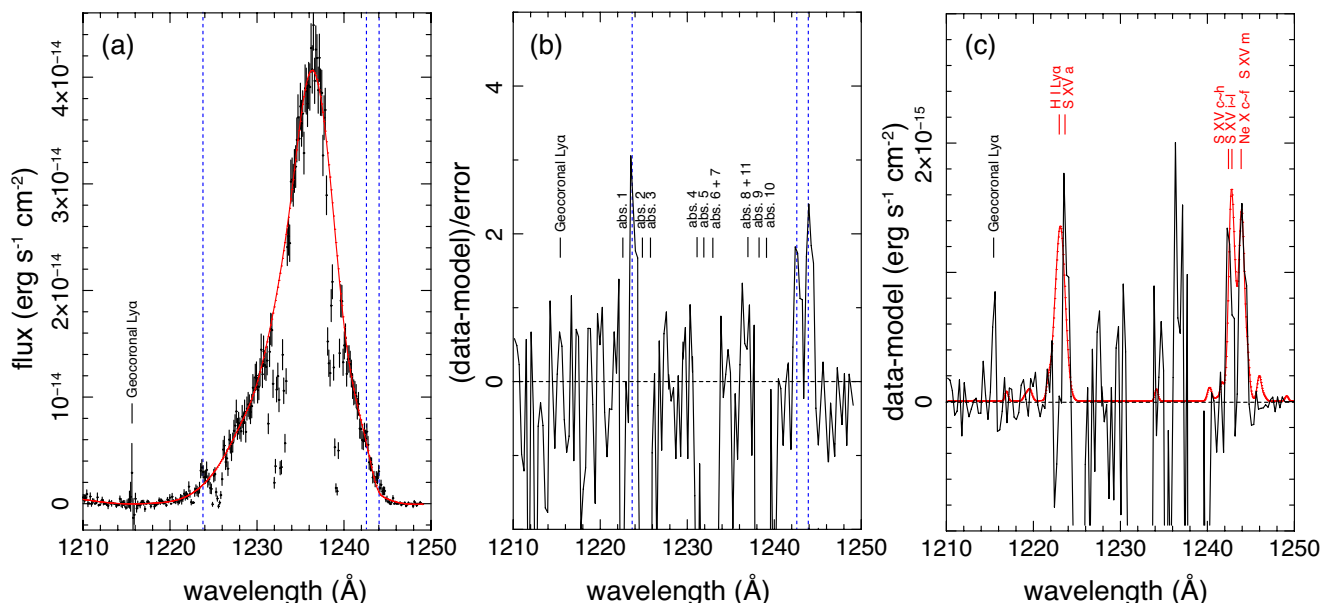 (a)
flux (erg s⁻¹ cm⁻²)
0
10⁻¹⁴
2×10⁻¹⁴
3×10⁻¹⁴
4×10⁻¹⁴
Geocoronal Lyα
1210 1220 1230 1240 1250
wavelength (Å)
(b)
(data-model)/error
0
2
4
Geocoronal Lyα
abs. 1
abs. 2
abs. 3
abs. 4
abs. 5
abs. 6 + 7
abs. 8 + 11
abs. 9
abs. 10
1210 1220 1230 1240 1250
wavelength (Å)
(c)
data-model (erg s⁻¹ cm⁻²)
0
2×10⁻¹⁵
Geocoronal Lyα
H I Lyα
S XV a
S XV c~h
S XV i~l
Ne X c~f S XV m
1210 1220 1230 1240 1250
wavelength (Å)